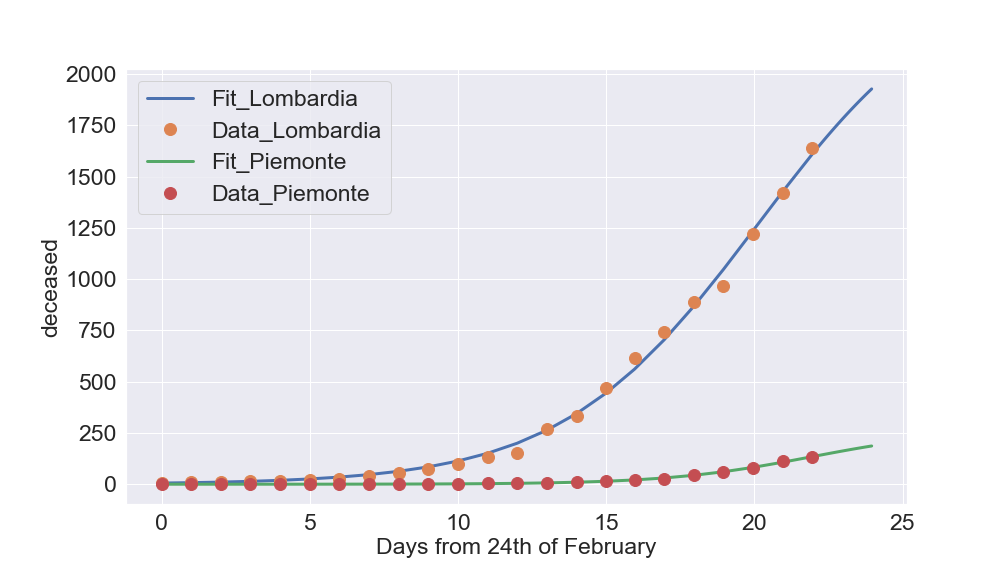 2000
1750
1500
1250
1000
750
500
250
0
deceased
Fit_Lombardia
Data_Lombardia
Fit_Piemonte
Data_Piemonte
0 5 10 15 20 25
Days from 24th of February